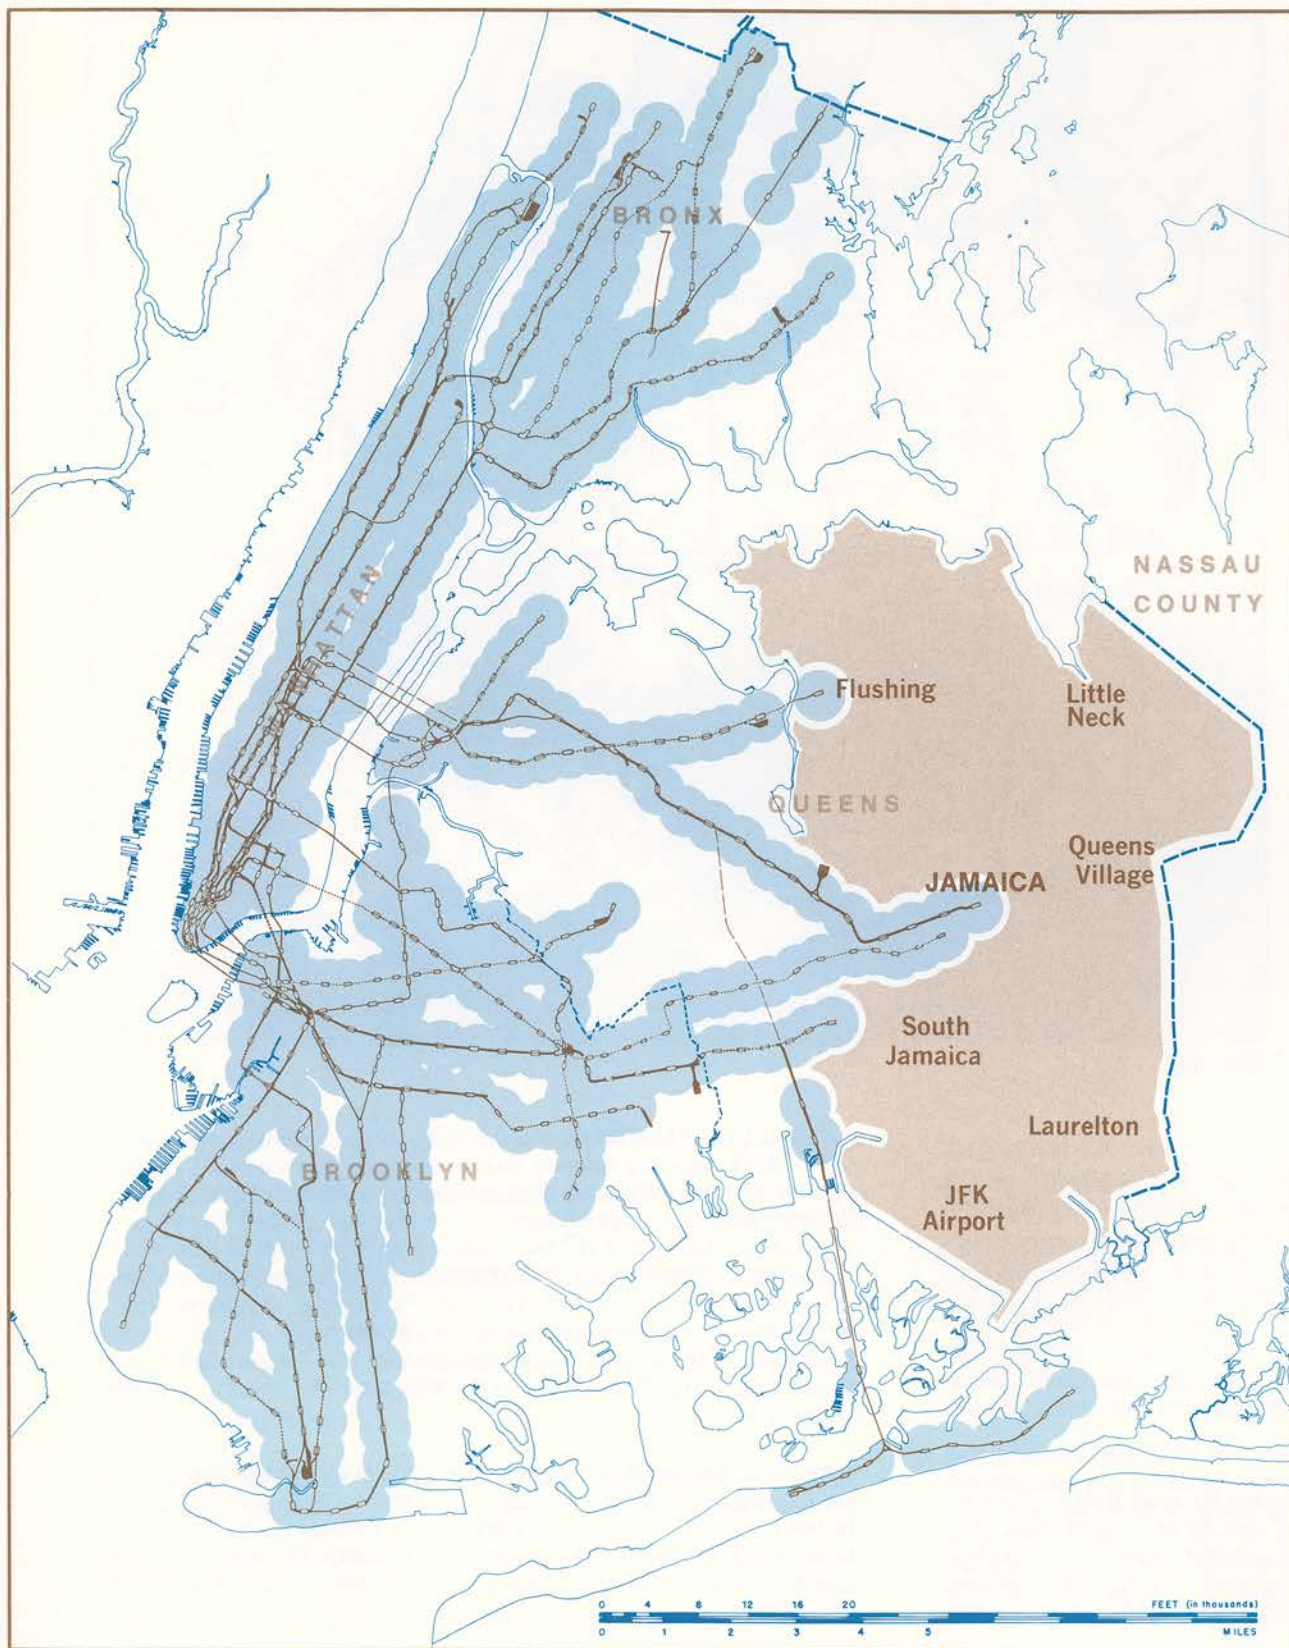 BRONX
MANHATTAN
NASSAU
COUNTY
Flushing
Little
Neck
QUEENS
Queens
Village
JAMAICA
South
Jamaica
Laurelton
BROOKLYN
JFK
Airport
0 4 8 12 16 20 FEET (in thousands)
0 1 2 3 4 5 MILES